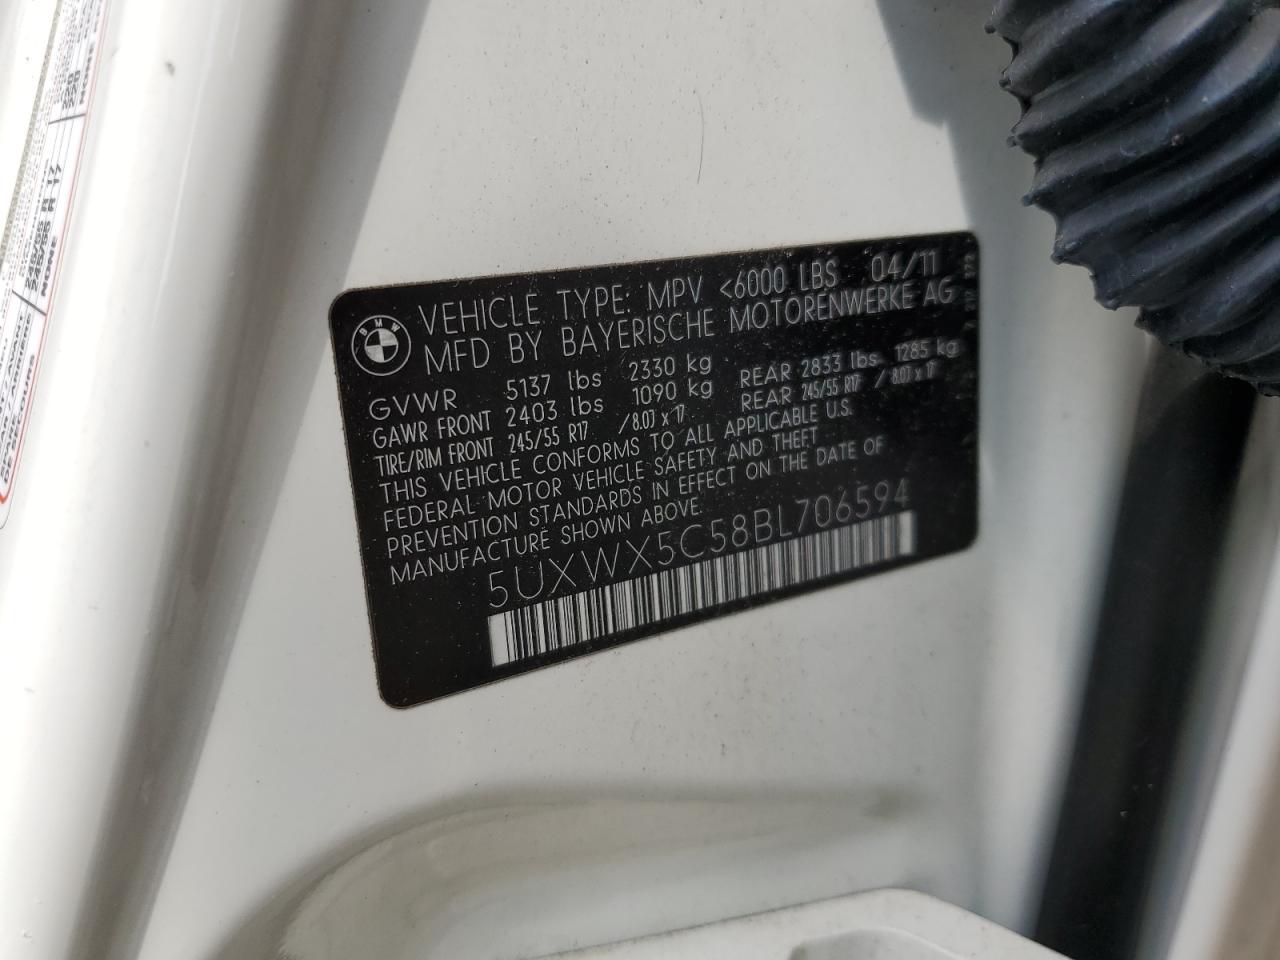 BMW
VEHICLE TYPE: MPV <6000 LBS 04/11
MFD BY BAYERISCHE MOTORENWERKE AG
GVWR 5137 lbs 2330 kg
GAWR FRONT 2403 lbs 1090 kg REAR 2833 lbs 1285 kg
TIRE/RIM FRONT 245/55 R17 /8.0J x 17 REAR 245/55 R17 /8.0J x 17
THIS VEHICLE CONFORMS TO ALL APPLICABLE U.S.
FEDERAL MOTOR VEHICLE SAFETY AND THEFT
PREVENTION STANDARDS IN EFFECT ON THE DATE OF
MANUFACTURE SHOWN ABOVE.
5UXWX5C58BL706594